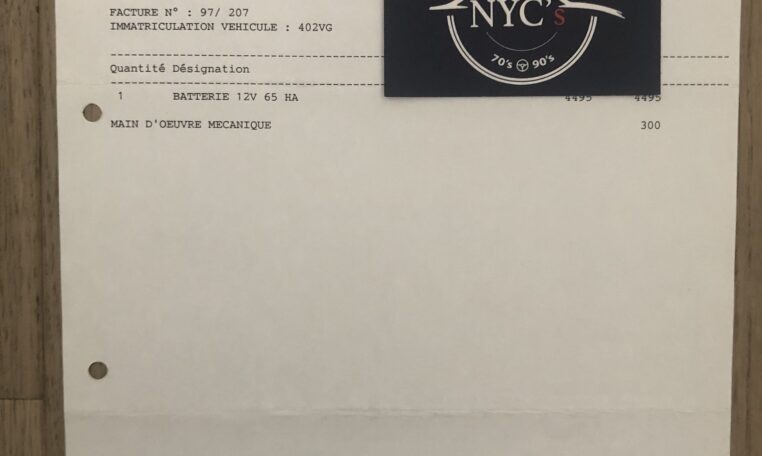 FACTURE N° : 97/ 207
IMMATRICULATION VEHICULE : 402VG
NYC's
70's 90's
Quantité Désignation
1 BATTERIE 12V 65 HA 4495 4495
MAIN D'OEUVRE MECANIQUE 300